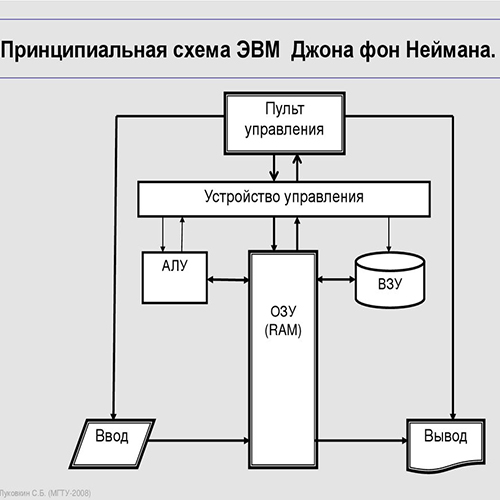 Принципиальная схема ЭВМ Джона фон Неймана.
Пульт
управления
Устройство управления
АЛУ
ВЗУ
ОЗУ
(RAM)
Ввод
Вывод
Луковкин С.Б. (МГТУ-2008)